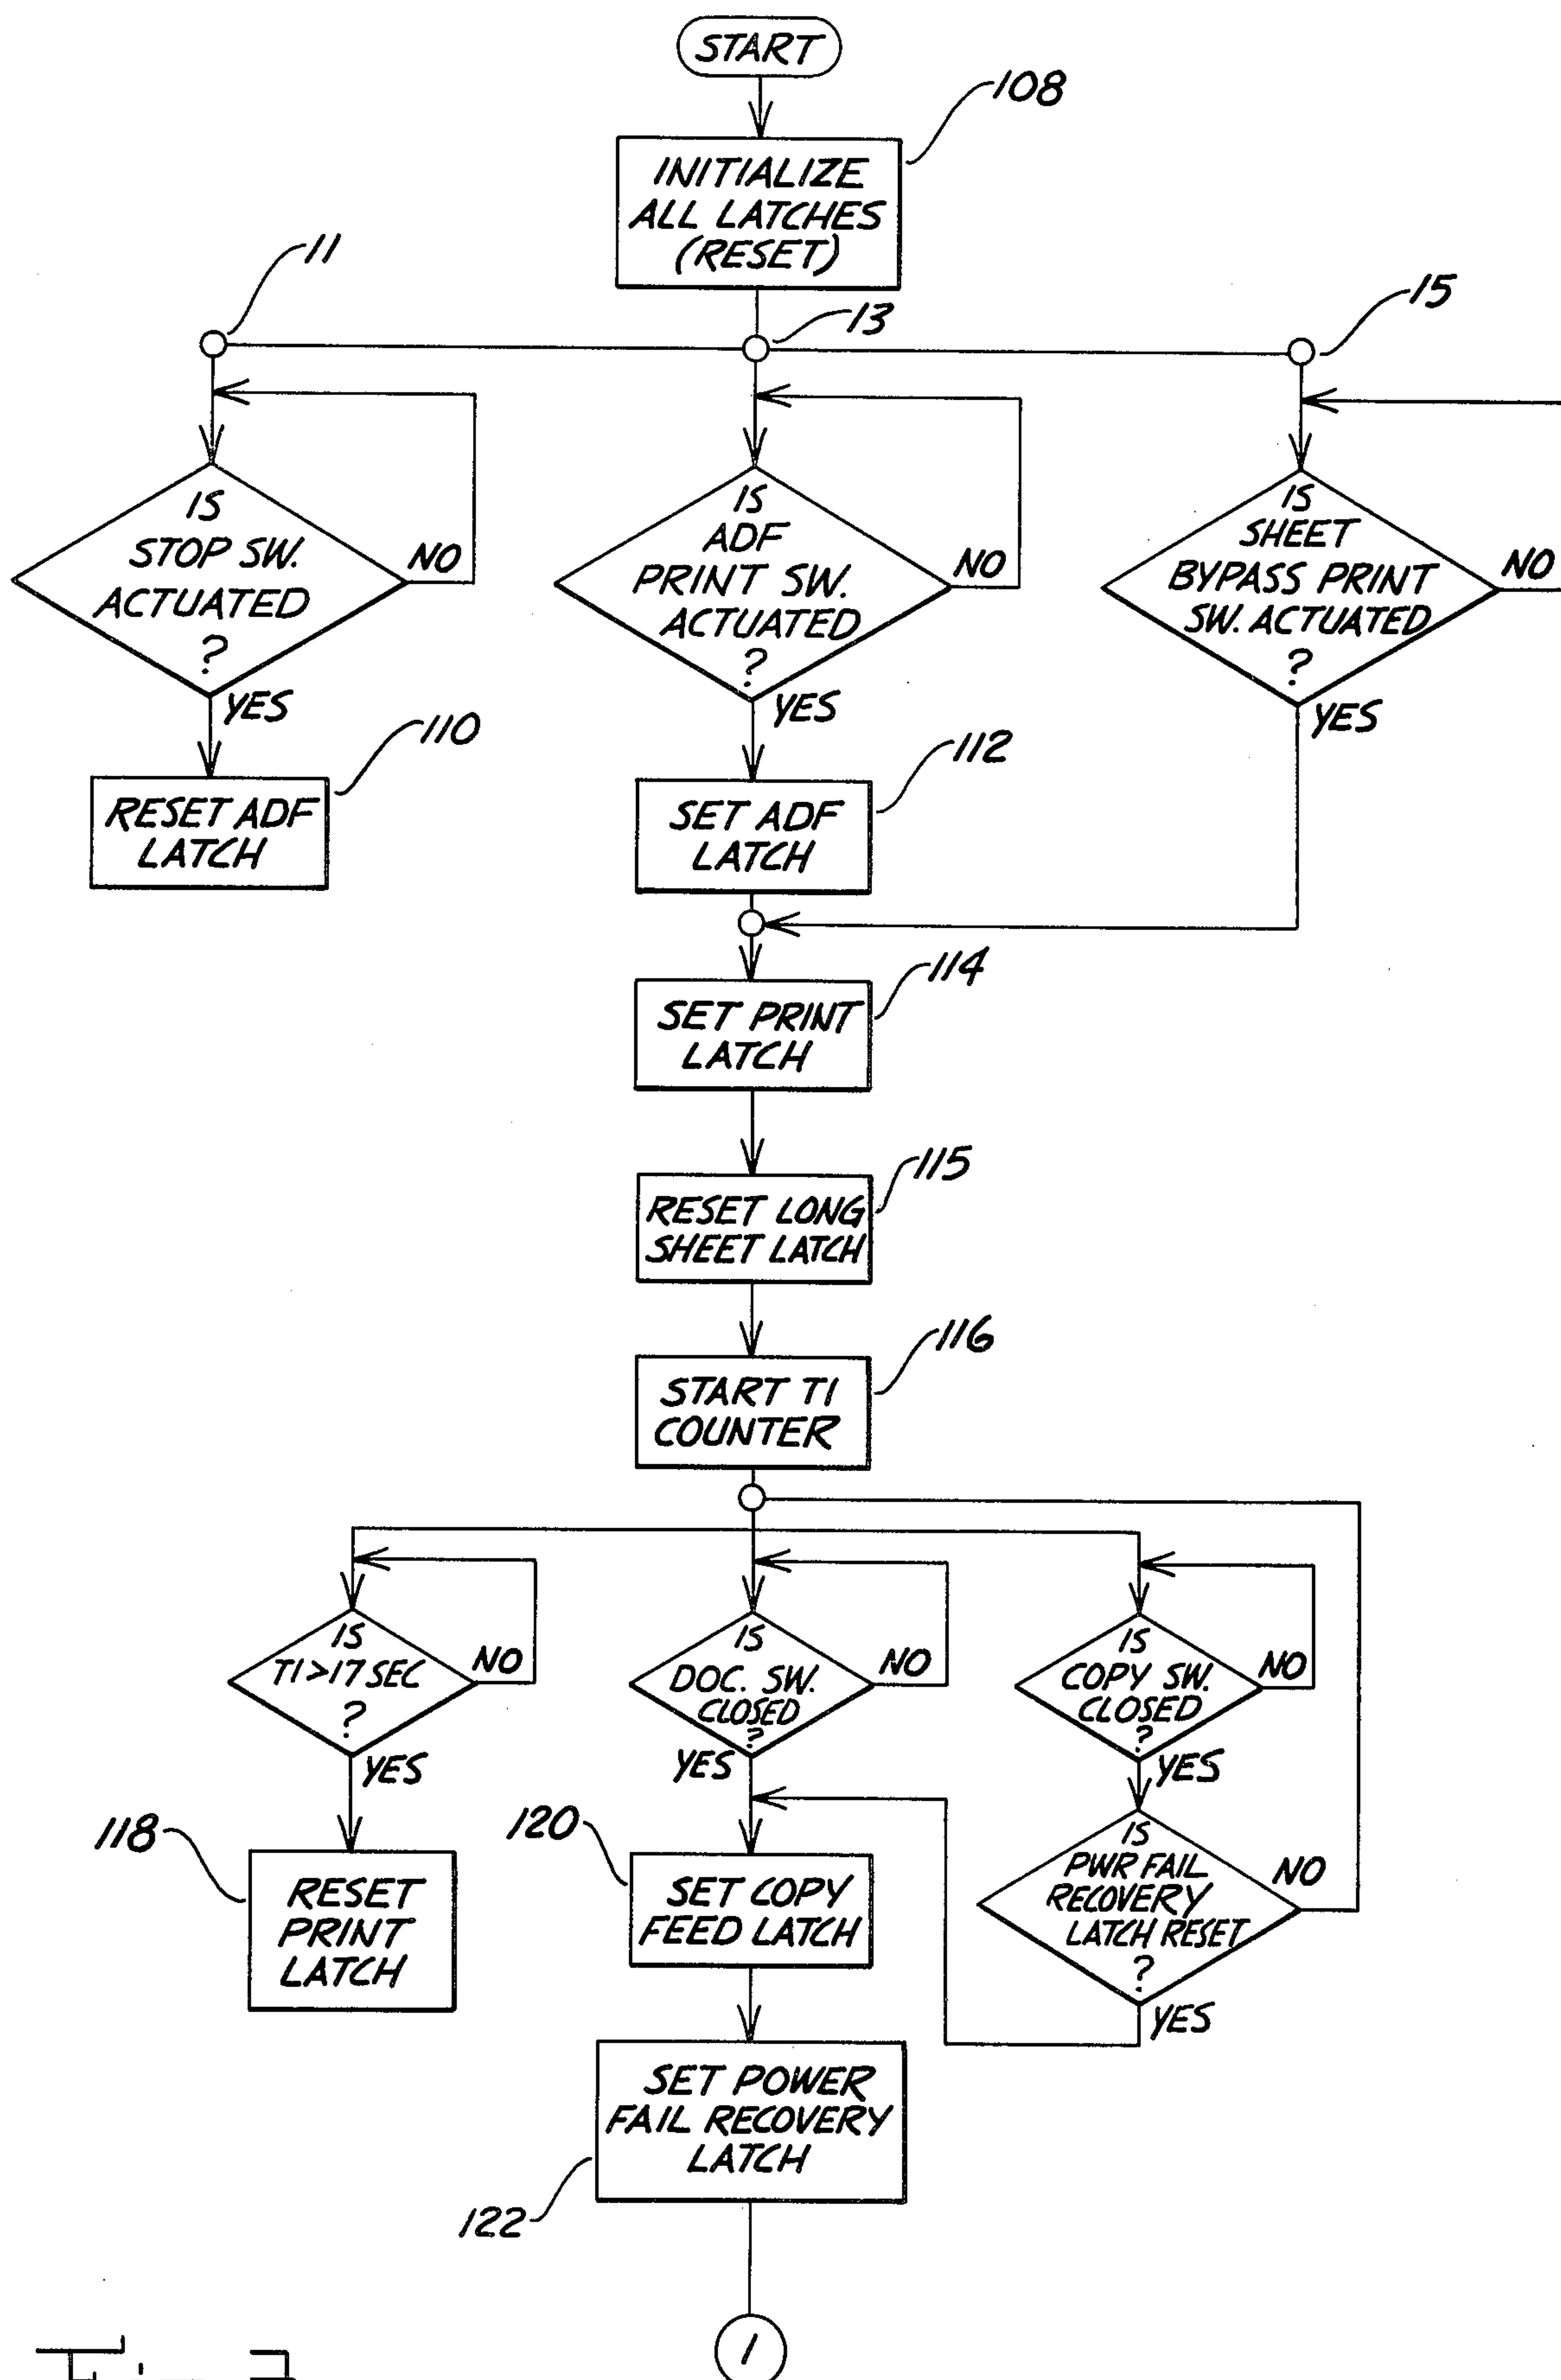 START
108
INITIALIZE
ALL LATCHES
(RESET)
11
13
15
IS
STOP SW.
ACTUATED
?
NO
YES
IS
ADF
PRINT SW.
ACTUATED
?
NO
YES
IS
SHEET
BYPASS PRINT
SW. ACTUATED
?
NO
YES
110
RESET ADF
LATCH
112
SET ADF
LATCH
114
SET PRINT
LATCH
115
RESET LONG
SHEET LATCH
116
START T1
COUNTER
IS
T1>17 SEC
?
NO
YES
IS
DOC. SW.
CLOSED
?
NO
YES
IS
COPY SW.
CLOSED
?
NO
YES
118
RESET
PRINT
LATCH
120
SET COPY
FEED LATCH
IS
PWR FAIL
RECOVERY
LATCH RESET
?
NO
YES
SET POWER
FAIL RECOVERY
LATCH
122
1